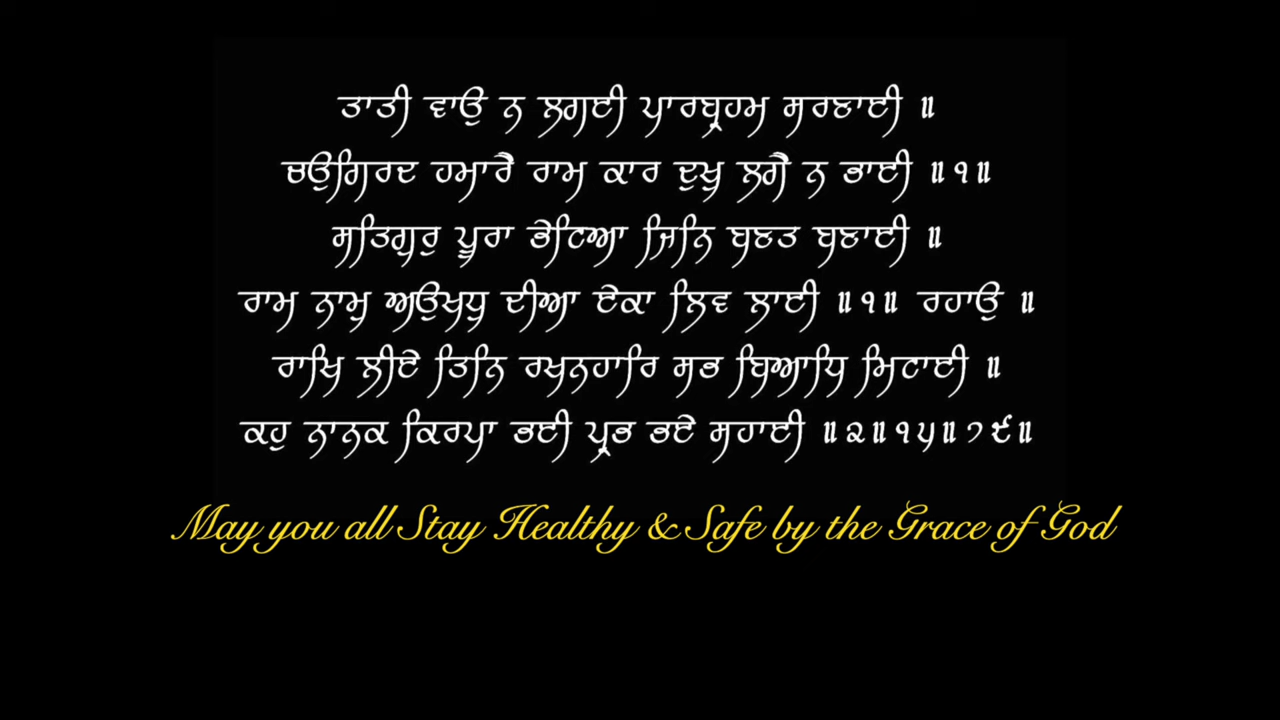 ਤਾਤੀ ਵਾਉ ਨ ਲਗਈ ਪਾਰਬ੍ਰਹਮ ਸਰਣਾਈ ॥
ਚਉਗਿਰਦ ਹਮਾਰੈ ਰਾਮ ਕਾਰ ਦੁਖੁ ਲਗੈ ਨ ਭਾਈ ॥੧॥
ਸਤਿਗੁਰੁ ਪੂਰਾ ਭੇਟਿਆ ਜਿਨਿ ਬਣਤ ਬਣਾਈ ॥
ਰਾਮ ਨਾਮੁ ਅਉਖਧੁ ਦੀਆ ਏਕਾ ਲਿਵ ਲਾਈ ॥੧॥ ਰਹਾਉ ॥
ਰਾਖਿ ਲੀਏ ਤਿਨਿ ਰਖਨਹਾਰਿ ਸਭ ਬਿਆਧਿ ਮਿਟਾਈ ॥
ਕਹੁ ਨਾਨਕ ਕਿਰਪਾ ਭਈ ਪ੍ਰਭ ਭਏ ਸਹਾਈ ॥੨॥੧੫॥੭੯॥
May you all Stay Healthy & Safe by the Grace of God